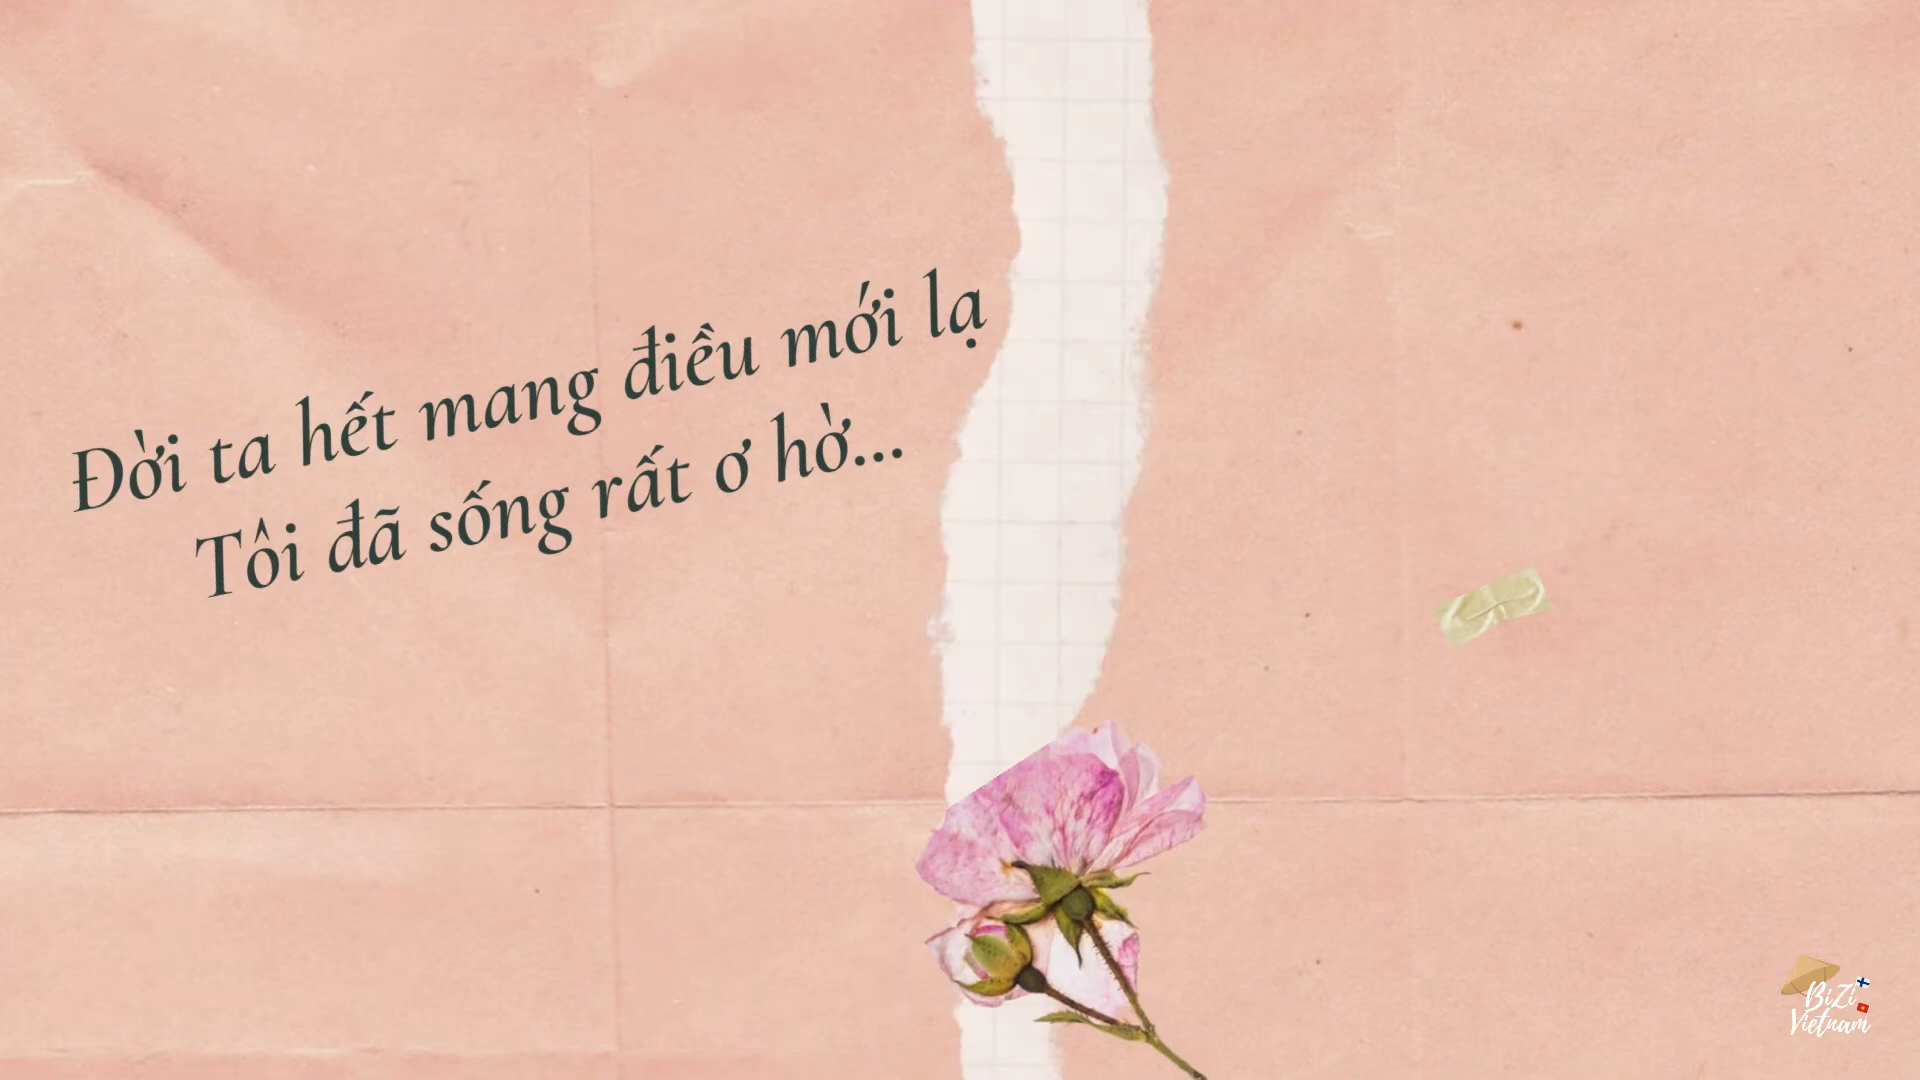 Đời ta hết mang điều mới lạ
Tôi đã sống rất ơ hờ...
BiZi
Vietnam